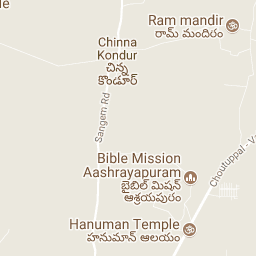 Ram mandir
రామ్ మందిరం
Chinna
Kondur
చిన్న
కొండూర్
Sangem Rd
Bible Mission
Aashrayapuram
బైబిల్ మిషన్
ఆశ్రయపురం
Choutuppal - V
Hanuman Temple
హనుమాన్ ఆలయం